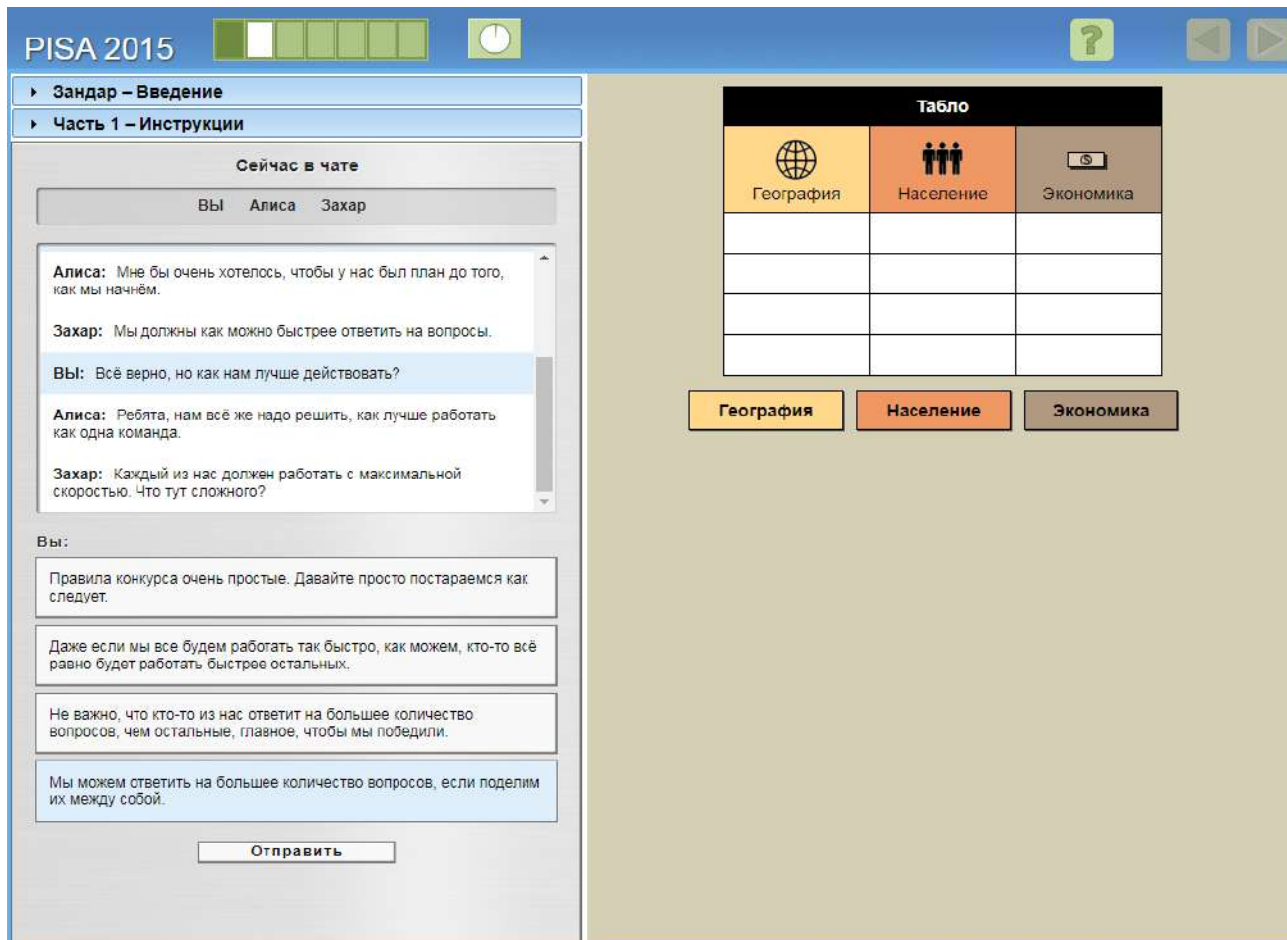 PISA 2015
?
Зандар – Введение
Часть 1 – Инструкции
Сейчас в чате
ВЫ Алиса Захар
Алиса: Мне бы очень хотелось, чтобы у нас был план до того,
как мы начнём.
Захар: Мы должны как можно быстрее ответить на вопросы.
ВЫ: Всё верно, но как нам лучше действовать?
Алиса: Ребята, нам всё же надо решить, как лучше работать
как одна команда.
Захар: Каждый из нас должен работать с максимальной
скоростью. Что тут сложного?
Вы:
Правила конкурса очень простые. Давайте просто постараемся как
следует.
Даже если мы все будем работать так быстро, как можем, кто-то всё
равно будет работать быстрее остальных.
Не важно, что кто-то из нас ответит на большее количество
вопросов, чем остальные, главное, чтобы мы победили.
Мы можем ответить на большее количество вопросов, если поделим
их между собой.
Отправить
Табло
География Население Экономика
География Население Экономика